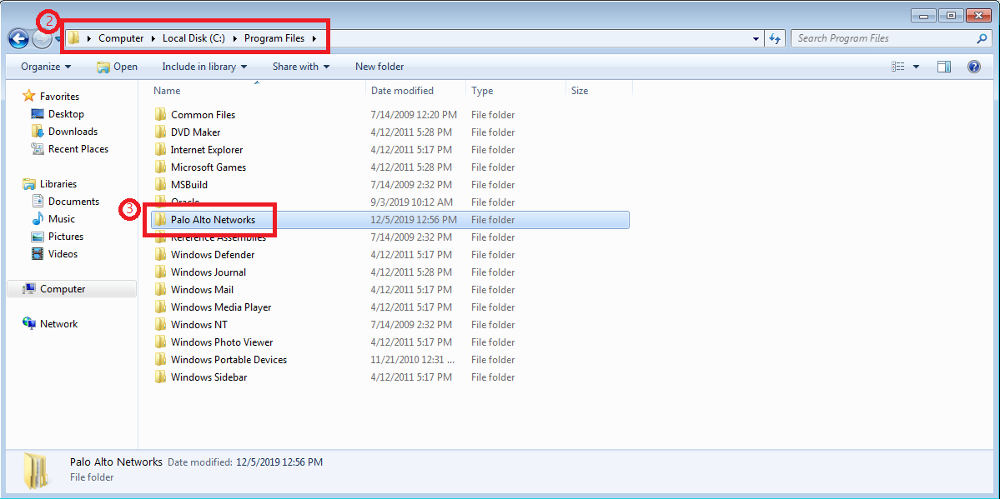 ②
Computer Local Disk (C:) Program Files
Search Program Files
Organize Open Include in library Share with New folder
Name Date modified Type Size
Favorites
Desktop
Downloads
Recent Places
Libraries
Documents
Music
Pictures
Videos
Computer
Network
Common Files 7/14/2009 12:20 PM File folder
DVD Maker 4/12/2011 5:28 PM File folder
Internet Explorer 4/12/2011 5:17 PM File folder
Microsoft Games 4/12/2011 5:28 PM File folder
MSBuild 7/14/2009 2:32 PM File folder
Oracle 9/3/2019 10:12 AM File folder
③
Palo Alto Networks 12/5/2019 12:56 PM File folder
Reference Assemblies 7/14/2009 2:32 PM File folder
Windows Defender 4/12/2011 5:17 PM File folder
Windows Journal 4/12/2011 5:28 PM File folder
Windows Mail 4/12/2011 5:17 PM File folder
Windows Media Player 4/12/2011 5:17 PM File folder
Windows NT 7/14/2009 2:32 PM File folder
Windows Photo Viewer 4/12/2011 5:17 PM File folder
Windows Portable Devices 11/21/2010 12:31 ... File folder
Windows Sidebar 4/12/2011 5:17 PM File folder
Palo Alto Networks Date modified: 12/5/2019 12:56 PM
File folder